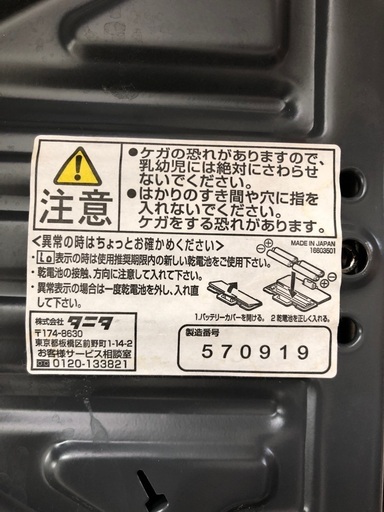 ●ケガの恐れがありますので、
乳幼児には絶対にさわらせ
ないでください。
●はかりのすき間や穴に指を
入れないでください。
ケガをする恐れがあります。
注意
<異常の時はちょっとお確かめください>
・Lo表示の時は使用推奨期限内の新しい乾電池をご使用下さい。
・乾電池の接触、方向に注意して入れて下さい。
・異常表示の場合は一度乾電池を外し、入れ直
して下さい。
MADE IN JAPAN
16603501
1.バッテリーカバーを開ける。
2 乾電池を正しく入れる。
株式会社 タニタ
〒174-8630
東京都板橋区前野町1-14-2
お客様サービス相談室
0120-133821
製造番号
570919